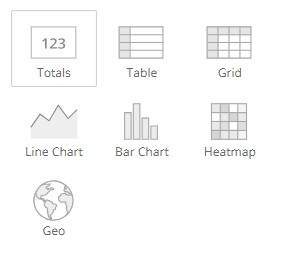 123
Totals
Table
Grid
Line Chart
Bar Chart
Heatmap
Geo